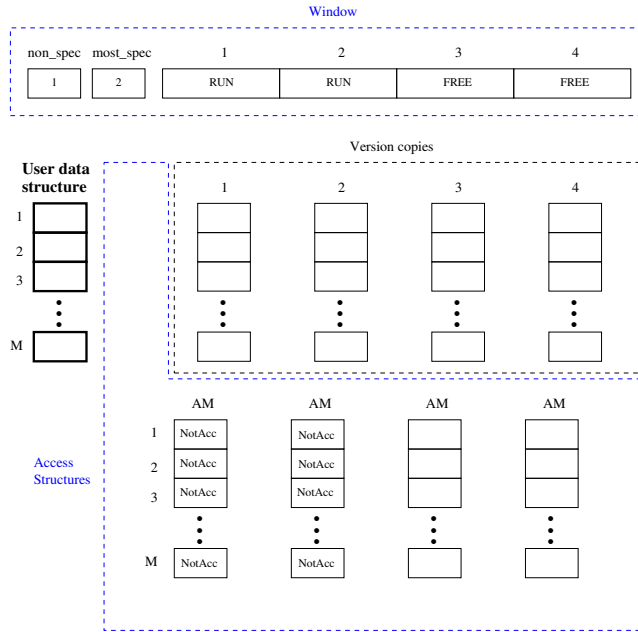 Window
non_spec most_spec 1 2 3 4
1 2 RUN RUN FREE FREE
Version copies
User data
structure
1 2 3 4
1
2
3
M
AM AM AM AM
1 NotAcc NotAcc
2 NotAcc NotAcc
3 NotAcc NotAcc
M NotAcc NotAcc
Access
Structures